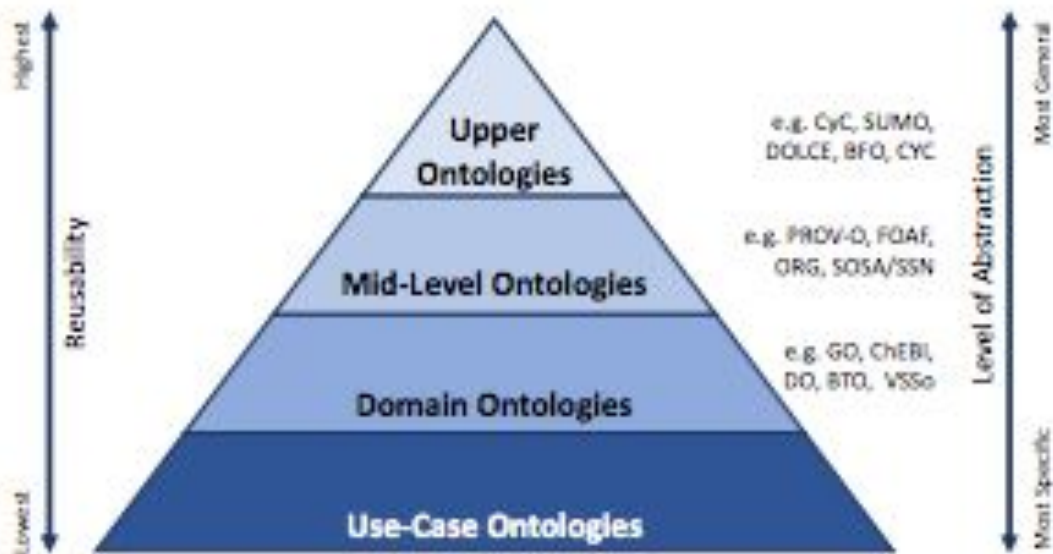 Highest
Reusability
Lowest
Upper
Ontologies
Mid-Level Ontologies
Domain Ontologies
Use-Case Ontologies
e.g. CyC, SUMO,
DOLCE, BFO, CYC
e.g. PROV-O, FOAF,
ORG, SOSA/SSN
e.g. GO, ChEBI,
DO, BTO, VSSo
Most General
Level of Abstraction
Most Specific